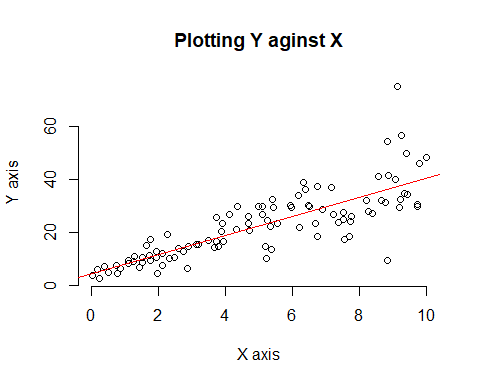 Plotting Y aginst X
Y axis
60
40
20
0
0 2 4 6 8 10
X axis